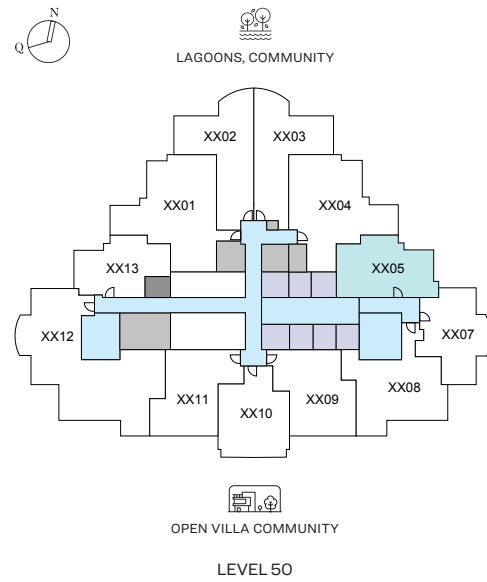 N
Q
LAGOONS, COMMUNITY
XX02 XX03
XX01 XX04
XX13 XX05
XX12 XX07
XX11 XX10 XX09 XX08
OPEN VILLA COMMUNITY
LEVEL 50